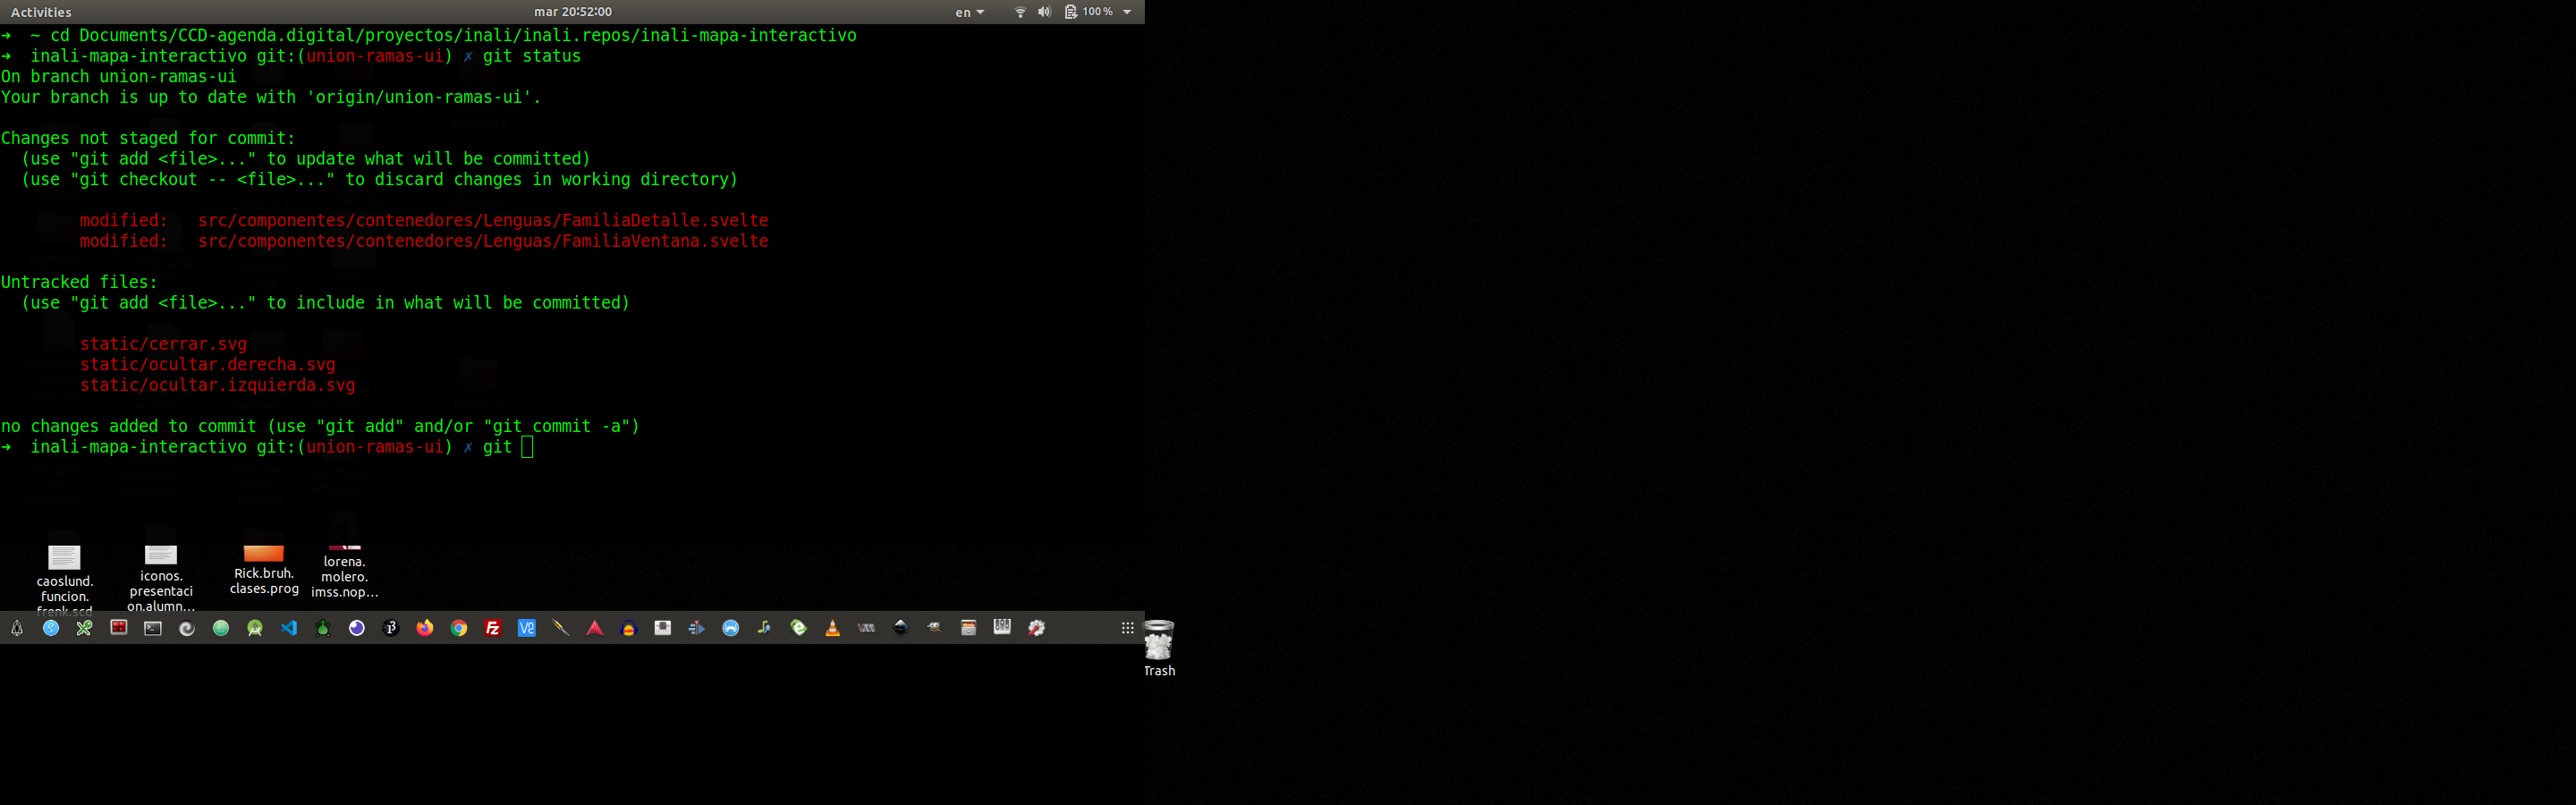 Activities
mar 20:52:00
en
100 %
➜  ~ cd Documents/CCD-agenda.digital/proyectos/inali/inali.repos/inali-mapa-interactivo
➜  inali-mapa-interactivo git:(union-ramas-ui) ✗ git status
On branch union-ramas-ui
Your branch is up to date with 'origin/union-ramas-ui'.
Changes not staged for commit:
  (use "git add <file>..." to update what will be committed)
  (use "git checkout -- <file>..." to discard changes in working directory)
        modified:   src/componentes/contenedores/Lenguas/FamiliaDetalle.svelte
        modified:   src/componentes/contenedores/Lenguas/FamiliaVentana.svelte
Untracked files:
  (use "git add <file>..." to include in what will be committed)
        static/cerrar.svg
        static/ocultar.derecha.svg
        static/ocultar.izquierda.svg
no changes added to commit (use "git add" and/or "git commit -a")
➜  inali-mapa-interactivo git:(union-ramas-ui) ✗ git
caoslund.
funcion.
frenk.scd
iconos.
presentaci
on.alumn...
Rick.bruh.
clases.prog
lorena.
molero.
imss.nop...
Trash